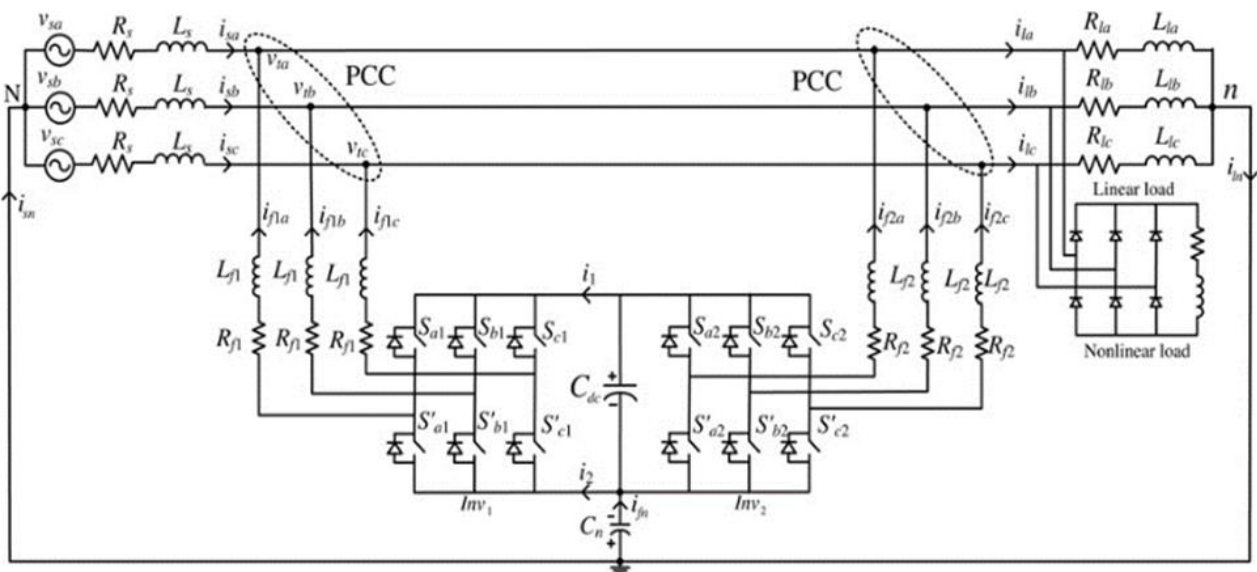 v_sa R_s L_s i_sa i_la R_la L_la
v_ta PCC
N v_sb R_s L_s i_sb v_tb PCC i_lb R_lb L_lb n
v_sc R_s L_s i_sc v_tc i_lc R_lc L_lc
i_sn Linear load i_ln
i_f1a i_f1b i_f1c i_f2a i_f2b i_f2c
L_f1 L_f1 L_f1 i_1 L_f2 L_f2 L_f2
R_f1 R_f1 R_f1 S_a1 S_b1 S_c1 S_a2 S_b2 S_c2 R_f2 R_f2 R_f2
Nonlinear load
+
C_dc
-
S'_a1 S'_b1 S'_c1 S'_a2 S'_b2 S'_c2
i_2
Inv_1 - i_fn Inv_2
C_n
+